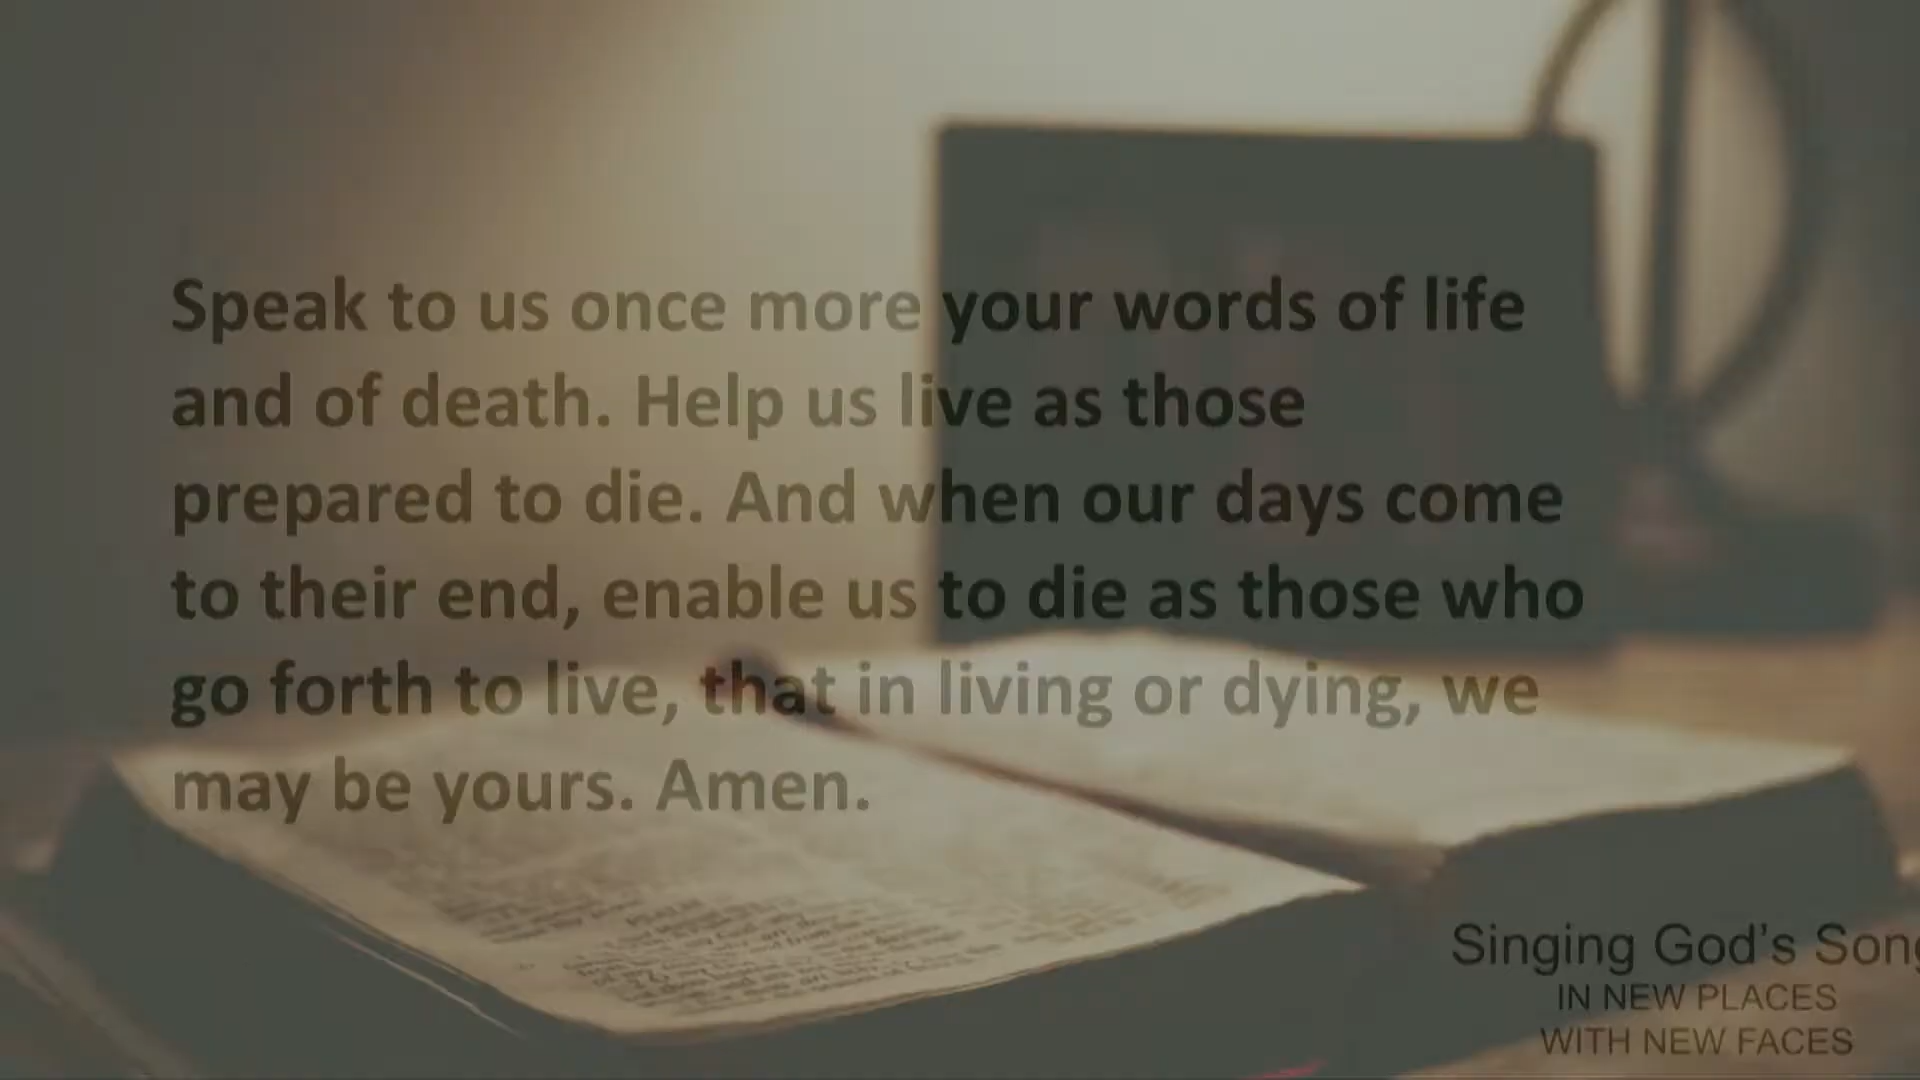 Speak to us once more your words of life
and of death. Help us live as those
prepared to die. And when our days come
to their end, enable us to die as those who
go forth to live, that in living or dying, we
may be yours. Amen.
Singing God's Song
IN NEW PLACES
WITH NEW FACES